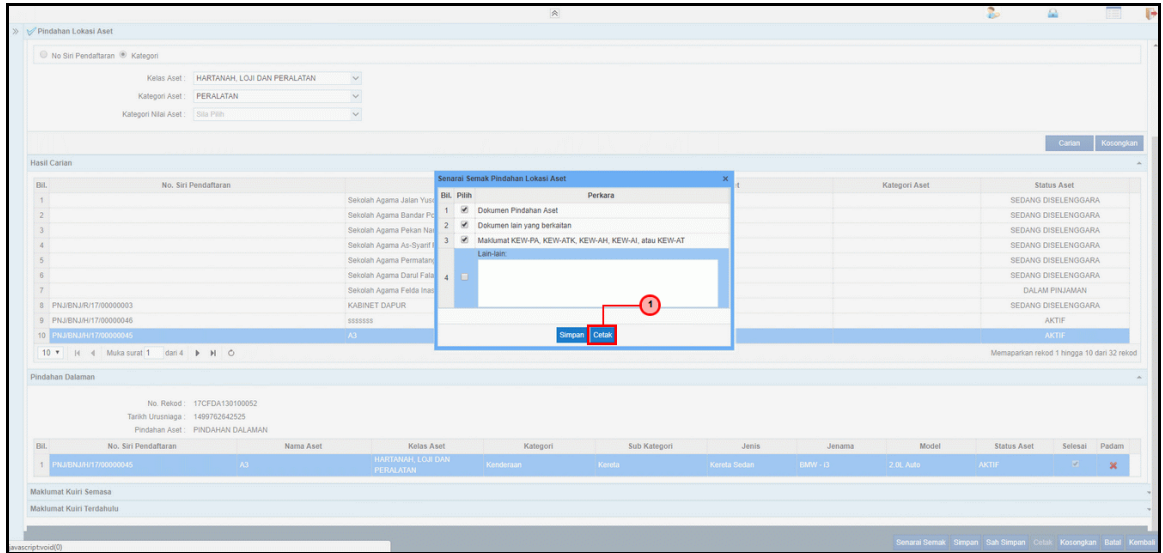 Pindahan Lokasi Aset
No Siri Pendaftaran Kategori
Kelas Aset : HARTANAH, LOJI DAN PERALATAN
Kategori Aset : PERALATAN
Kategori Nilai Aset : Sila Pilih
Carian Kosongkan
Hasil Carian
Bil. No. Siri Pendaftaran Kategori Aset Status Aset
1 Sekolah Agama Jalan Yusu SEDANG DISELENGGARA
2 Sekolah Agama Bandar Po SEDANG DISELENGGARA
3 Sekolah Agama Pekan Na SEDANG DISELENGGARA
4 Sekolah Agama As-Syarif SEDANG DISELENGGARA
5 Sekolah Agama Permatan SEDANG DISELENGGARA
6 Sekolah Agama Darul Fala SEDANG DISELENGGARA
7 Sekolah Agama Felda Inas DALAM PINJAMAN
8 PNJ/BNJ/R/17/00000003 KABINET DAPUR SEDANG DISELENGGARA
9 PNJ/BNJ/H/17/00000046 sssssss AKTIF
10 PNJ/BNJ/H/17/00000045 A3 AKTIF
10 Muka surat 1 dari 4 Memaparkan rekod 1 hingga 10 dari 32 rekod
Senarai Semak Pindahan Lokasi Aset ×
Bil. Pilih Perkara
1 Dokumen Pindahan Aset
2 Dokumen lain yang berkaitan
3 Maklumat KEW-PA, KEW-ATK, KEW-AH, KEW-AI, atau KEW-AT
4 Lain-lain:
1
Simpan Cetak
Pindahan Dalaman
No. Rekod : 17CFDA130100052
Tarikh Urusniaga : 1499762642525
Pindahan Aset : PINDAHAN DALAMAN
Bil. No. Siri Pendaftaran Nama Aset Kelas Aset Kategori Sub Kategori Jenis Jenama Model Status Aset Selesai Padam
1 PNJ/BNJ/H/17/00000045 A3 HARTANAH, LOJI DAN PERALATAN Kenderaan Kereta Kereta Sedan BMW - i3 2.0L Auto AKTIF
Maklumat Kuiri Semasa
Maklumat Kuiri Terdahulu
avascript:void(0)
Senarai Semak Simpan Sah Simpan Cetak Kosongkan Batal Kembali